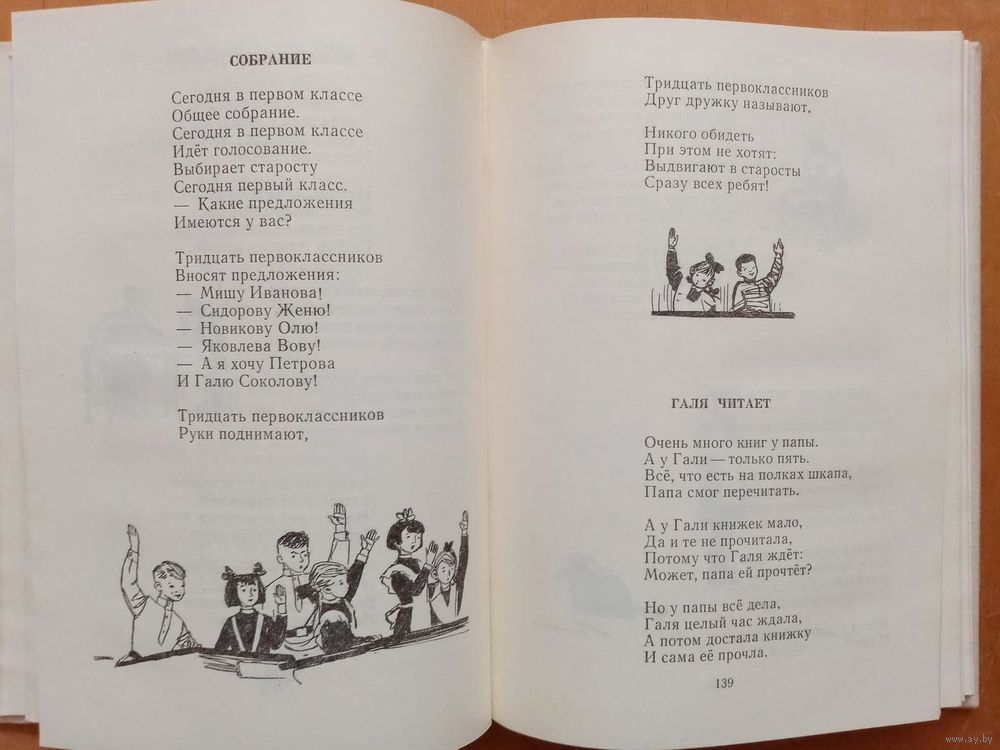 СОБРАНИЕ
Сегодня в первом классе
Общее собрание.
Сегодня в первом классе
Идёт голосование.
Выбирает старосту
Сегодня первый класс.
— Какие предложения
Имеются у вас?
Тридцать первоклассников
Вносят предложения:
— Мишу Иванова!
— Сидорову Женю!
— Новикову Олю!
— Яковлева Вову!
— А я хочу Петрова
И Галю Соколову!
Тридцать первоклассников
Руки поднимают,
Тридцать первоклассников
Друг дружку называют.
Никого обидеть
При этом не хотят:
Выдвигают в старосты
Сразу всех ребят!
ГАЛЯ ЧИТАЕТ
Очень много книг у папы.
А у Гали — только пять.
Всё, что есть на полках шкапа,
Папа смог перечитать.
А у Гали книжек мало,
Да и те не прочитала,
Потому что Галя ждёт:
Может, папа ей прочтёт?
Но у папы всё дела,
Галя целый час ждала,
А потом достала книжку
И сама её прочла.
139
www.ay.by